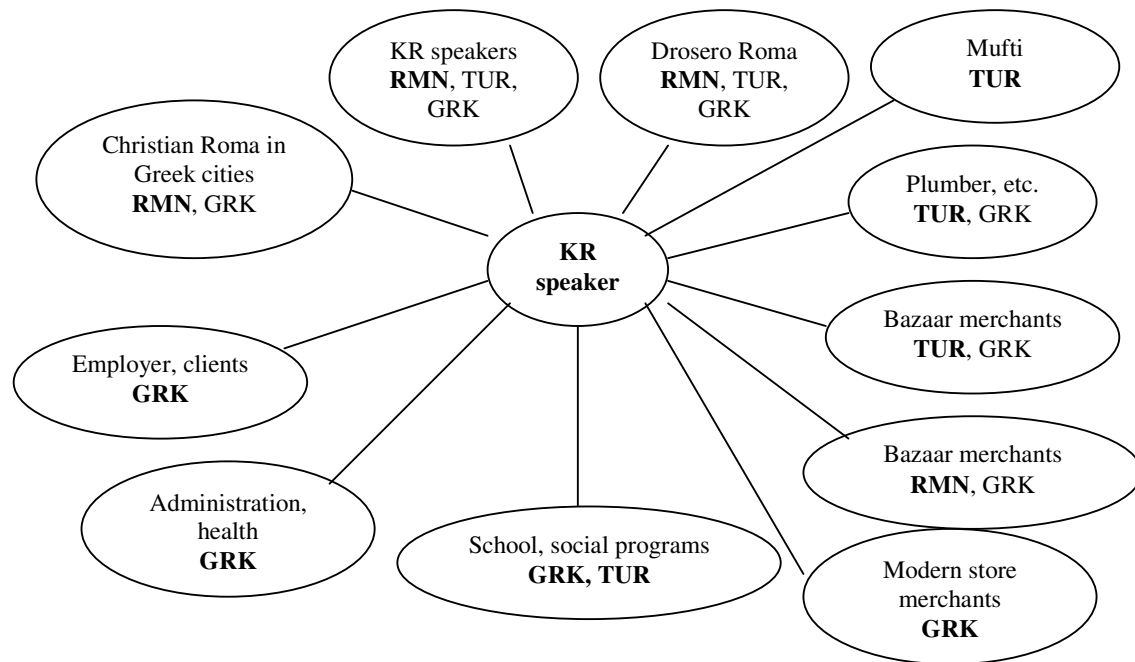 KR speakers
RMN, TUR,
GRK
Drosero Roma
RMN, TUR,
GRK
Mufti
TUR
Christian Roma in
Greek cities
RMN, GRK
Plumber, etc.
TUR, GRK
KR
speaker
Bazaar merchants
TUR, GRK
Employer, clients
GRK
Bazaar merchants
RMN, GRK
Administration,
health
GRK
School, social programs
GRK, TUR
Modern store
merchants
GRK